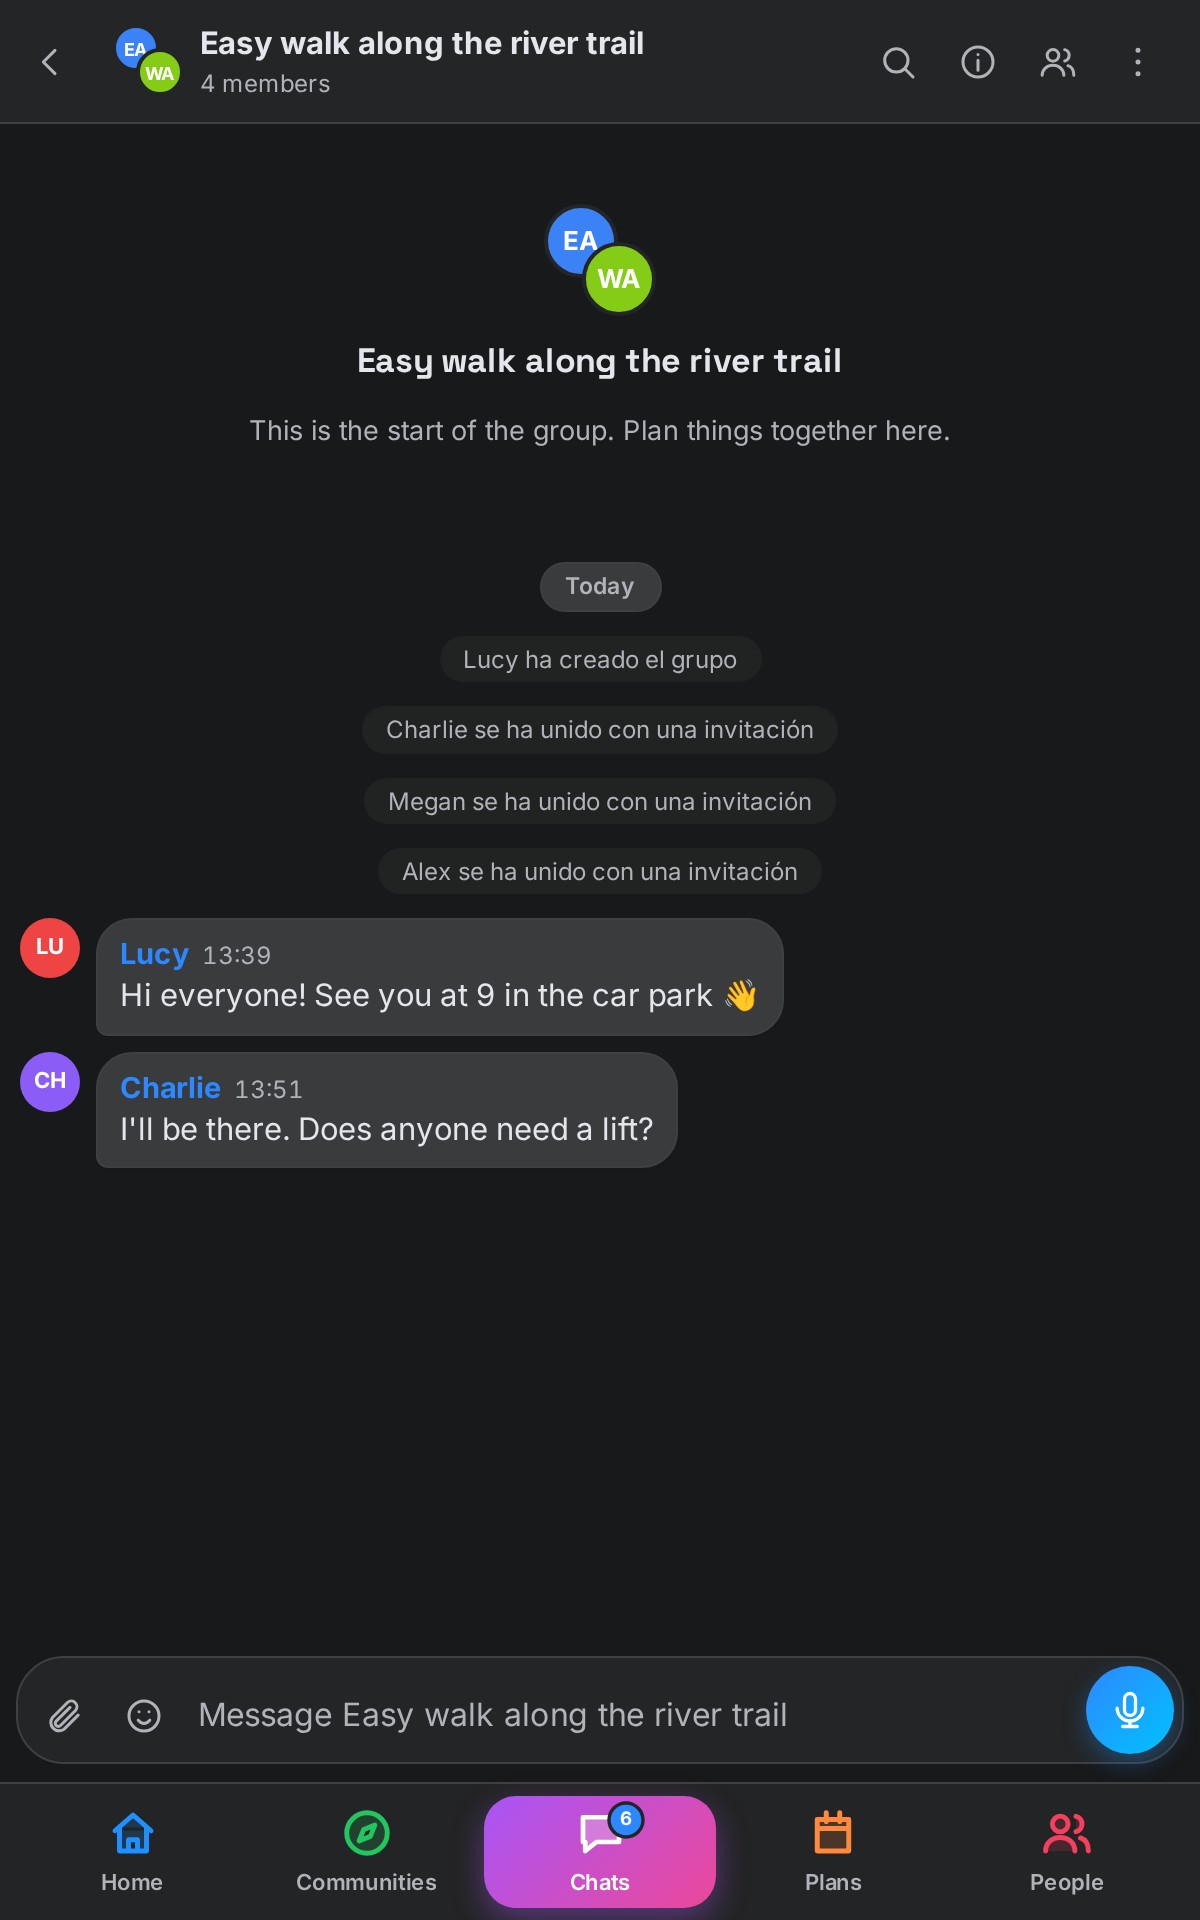 EA
WA
Easy walk along the river trail
4 members
EA
WA
Easy walk along the river trail
This is the start of the group. Plan things together here.
Today
Lucy ha creado el grupo
Charlie se ha unido con una invitación
Megan se ha unido con una invitación
Alex se ha unido con una invitación
LU
Lucy 13:39
Hi everyone! See you at 9 in the car park 👋
CH
Charlie 13:51
I'll be there. Does anyone need a lift?
Message Easy walk along the river trail
6
Home
Communities
Chats
Plans
People